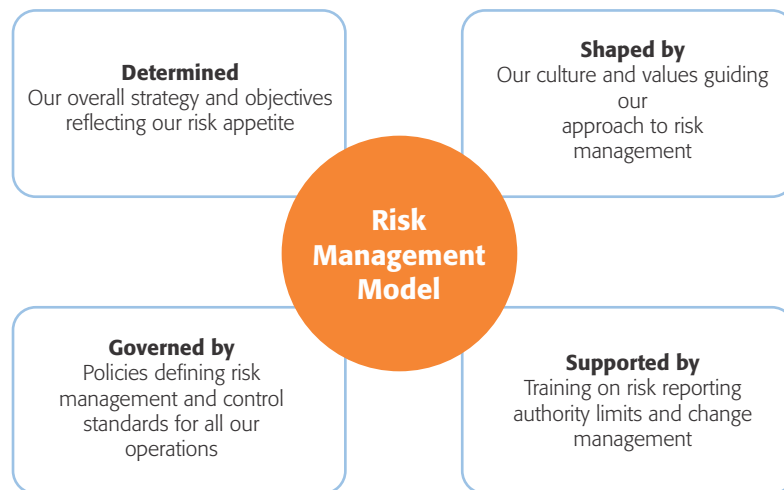 Determined
Our overall strategy and objectives
reflecting our risk appetite
Shaped by
Our culture and values guiding
our
approach to risk
management
Risk
Management
Model
Governed by
Policies defining risk
management and control
standards for all our
operations
Supported by
Training on risk reporting
authority limits and change
management